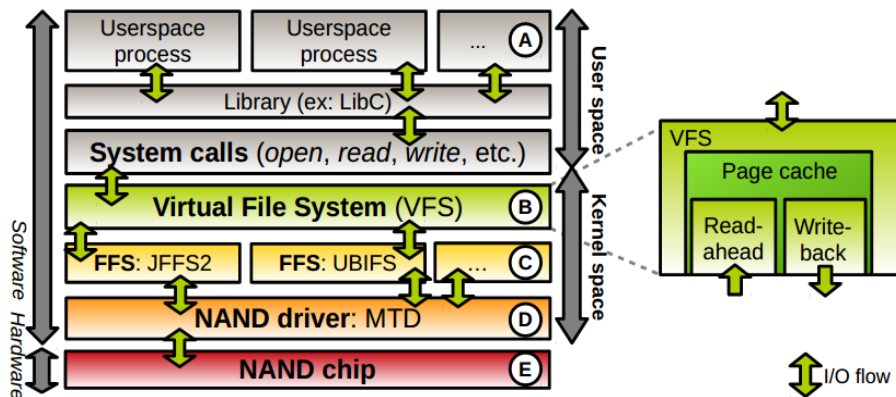 Userspace
process
Userspace
process
...
A
Library (ex: LibC)
System calls (open, read, write, etc.)
Virtual File System (VFS)
B
FFS: JFFS2
FFS: UBIFS
...
C
NAND driver: MTD
D
NAND chip
E
Software
Hardware
User space
Kernel space
VFS
Page cache
Read-
ahead
Write-
back
I/O flow